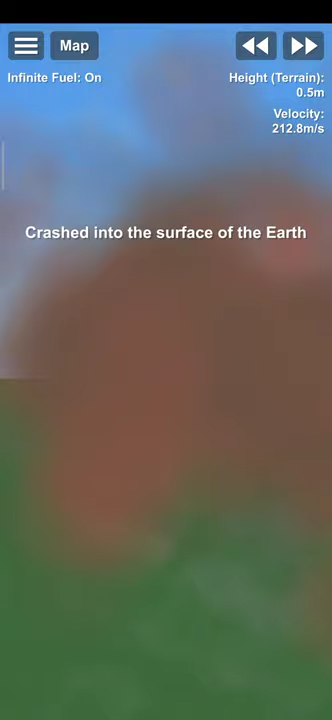 Map
Infinite Fuel: On
Height (Terrain):
0.5m
Velocity:
212.8m/s
Crashed into the surface of the Earth